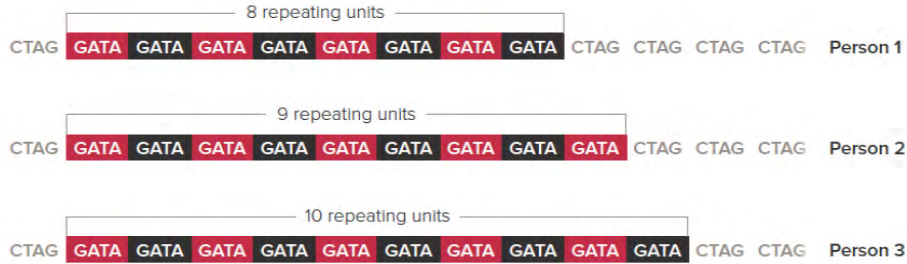 8 repeating units
CTAG GATA GATA GATA GATA GATA GATA GATA GATA CTAG CTAG CTAG CTAG Person 1
9 repeating units
CTAG GATA GATA GATA GATA GATA GATA GATA GATA GATA CTAG CTAG CTAG Person 2
10 repeating units
CTAG GATA GATA GATA GATA GATA GATA GATA GATA GATA GATA CTAG CTAG Person 3